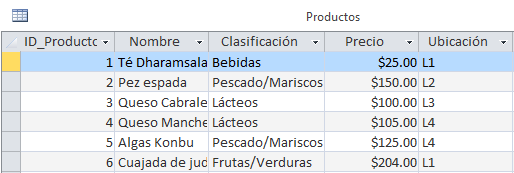 Productos
ID_Producto Nombre Clasificación Precio Ubicación
1 Té Dharamsala Bebidas $25.00 L1
2 Pez espada Pescado/Mariscos $150.00 L2
3 Queso Cabrale Lácteos $100.00 L3
4 Queso Manche Lácteos $105.00 L4
5 Algas Konbu Pescado/Mariscos $125.00 L4
6 Cuajada de jud Frutas/Verduras $204.00 L1